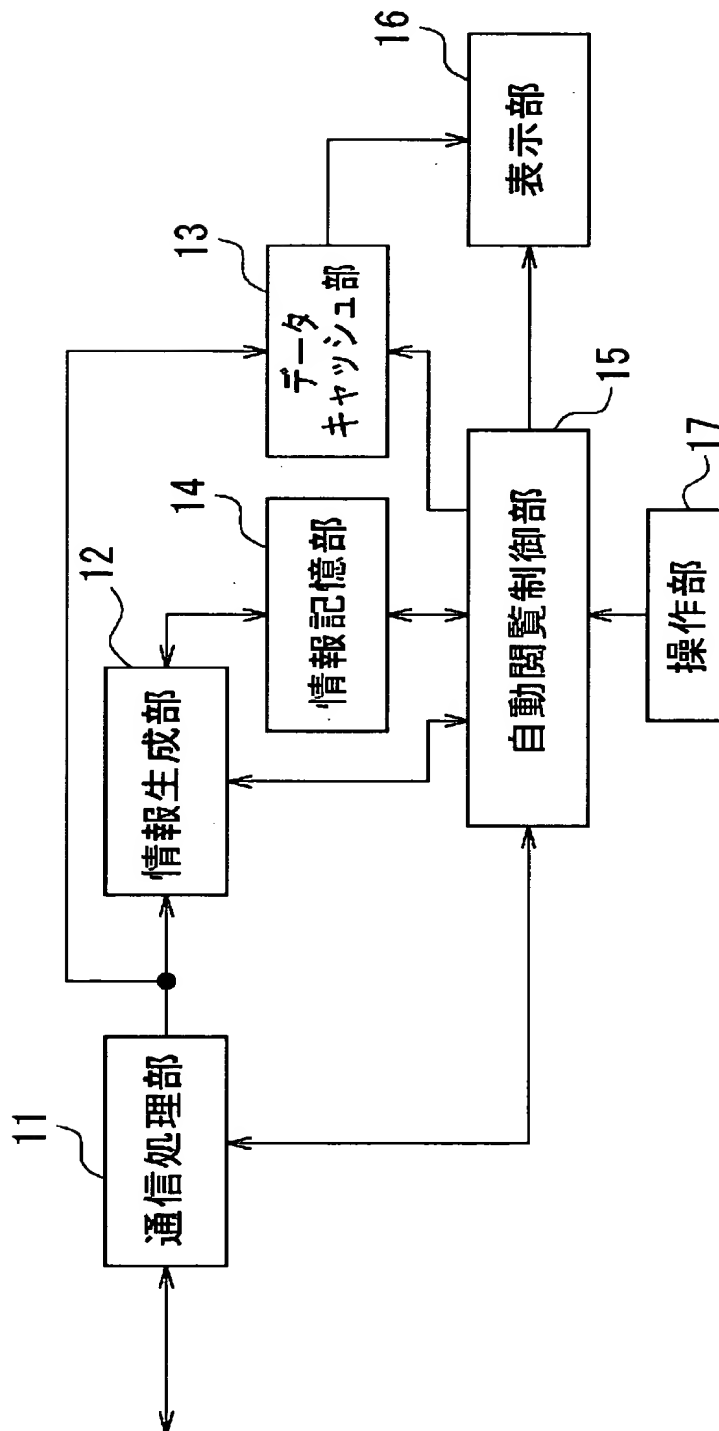 11
通信処理部
12
情報生成部
13
データ
キャッシュ部
14
情報記憶部
15
自動閲覧制御部
16
表示部
17
操作部